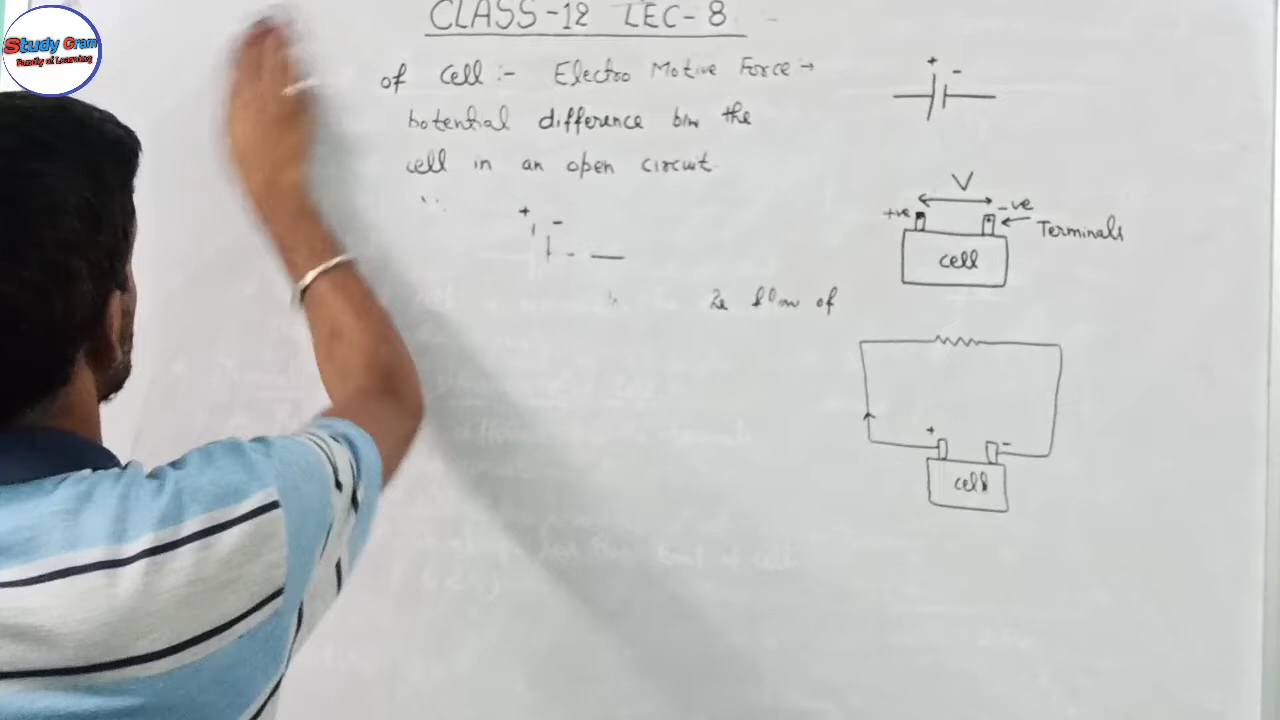 Study Gram
Family of Learning
CLASS-12 LEC-8
of Cell :- Electro Motive Force →
potential difference b/w the
cell in an open circuit.
+ -
flow of
+ -
V
+ve -ve
Terminals
cell
+ -
cell